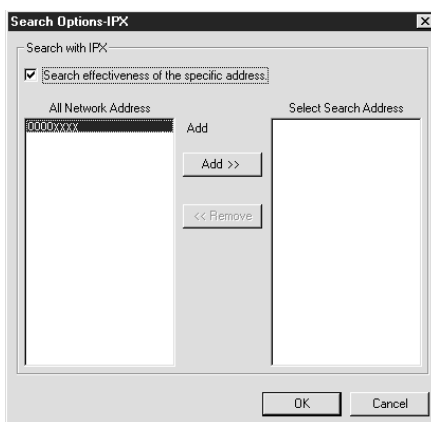 Search Options-IPX
Search with IPX
Search effectiveness of the specific address.
All Network Address
Select Search Address
0000xxxx
Add
Add >>
<< Remove
OK
Cancel